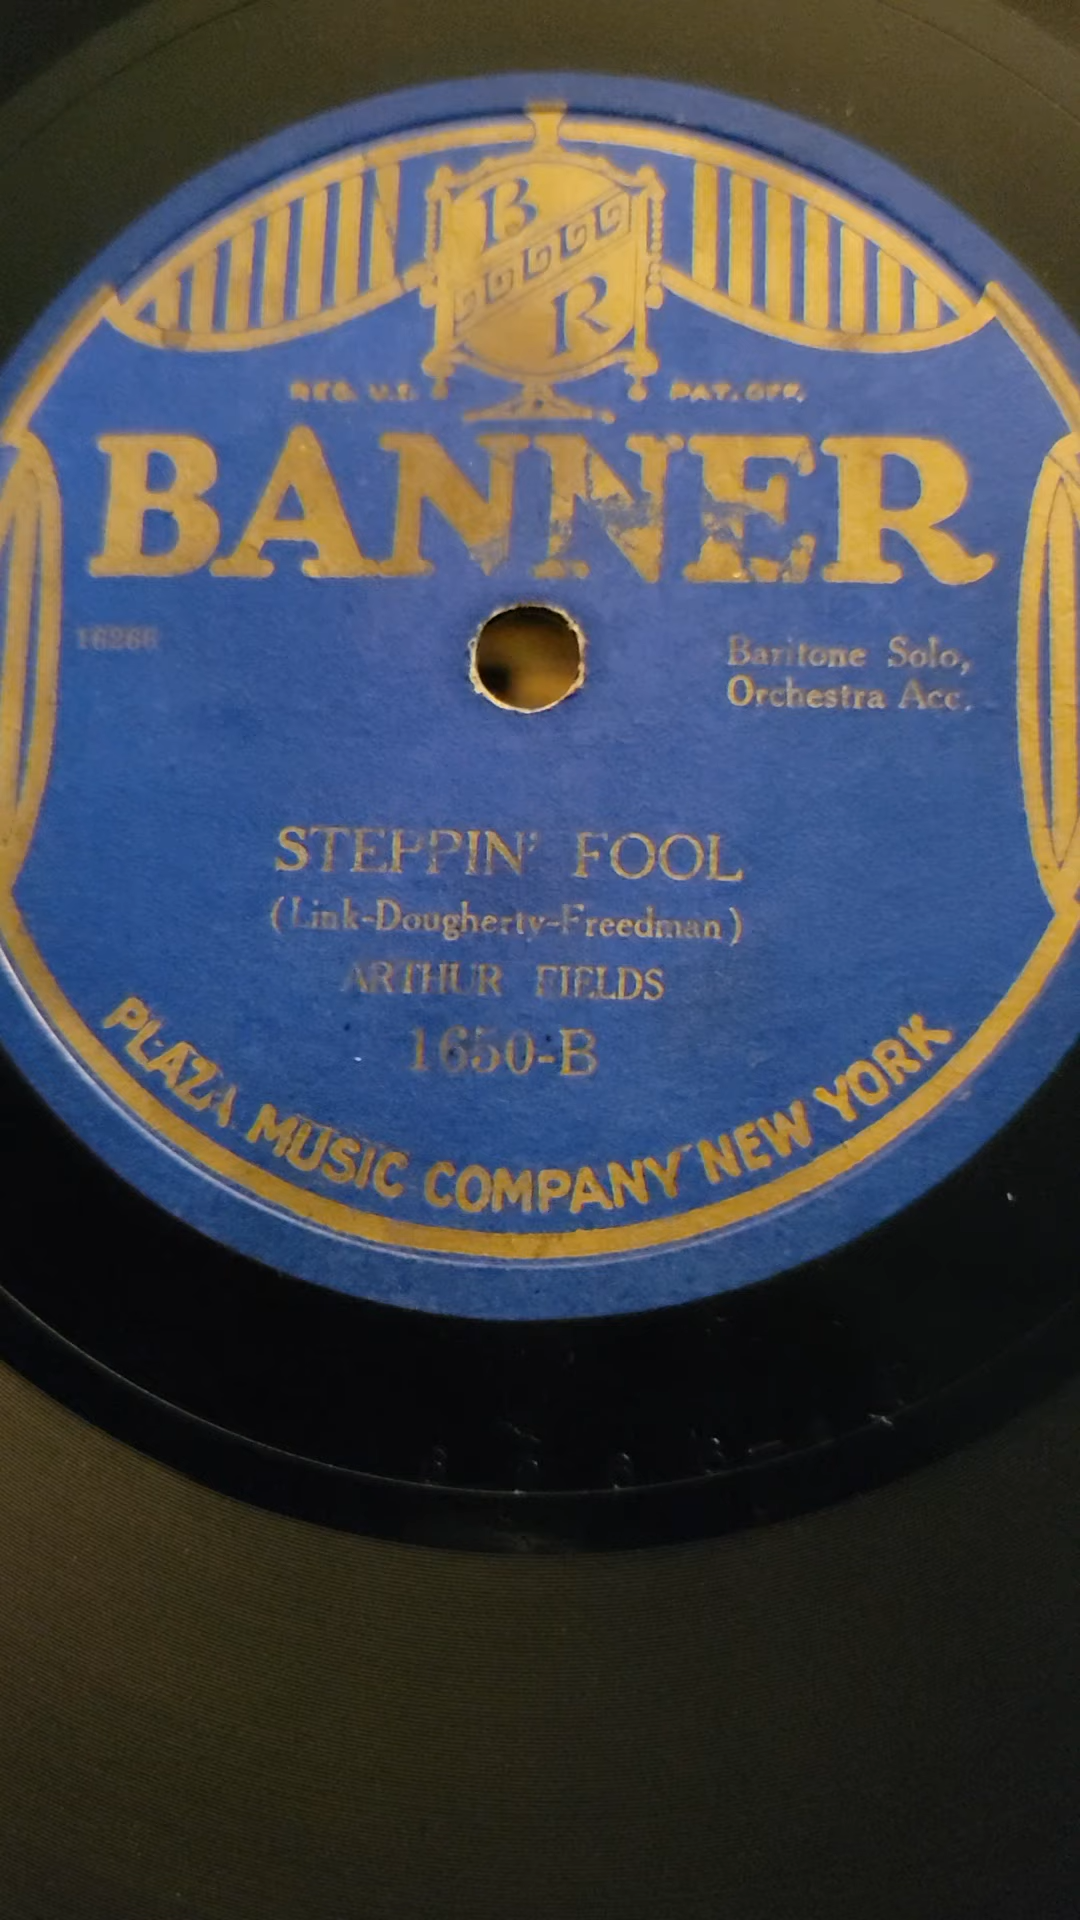 B
R
REG. U.S. PAT. OFF.
BANNER
16266
Baritone Solo,
Orchestra Acc.
STEPPIN' FOOL
(Link-Dougherty-Freedman)
ARTHUR FIELDS
1650-B
PLAZA MUSIC COMPANY NEW YORK